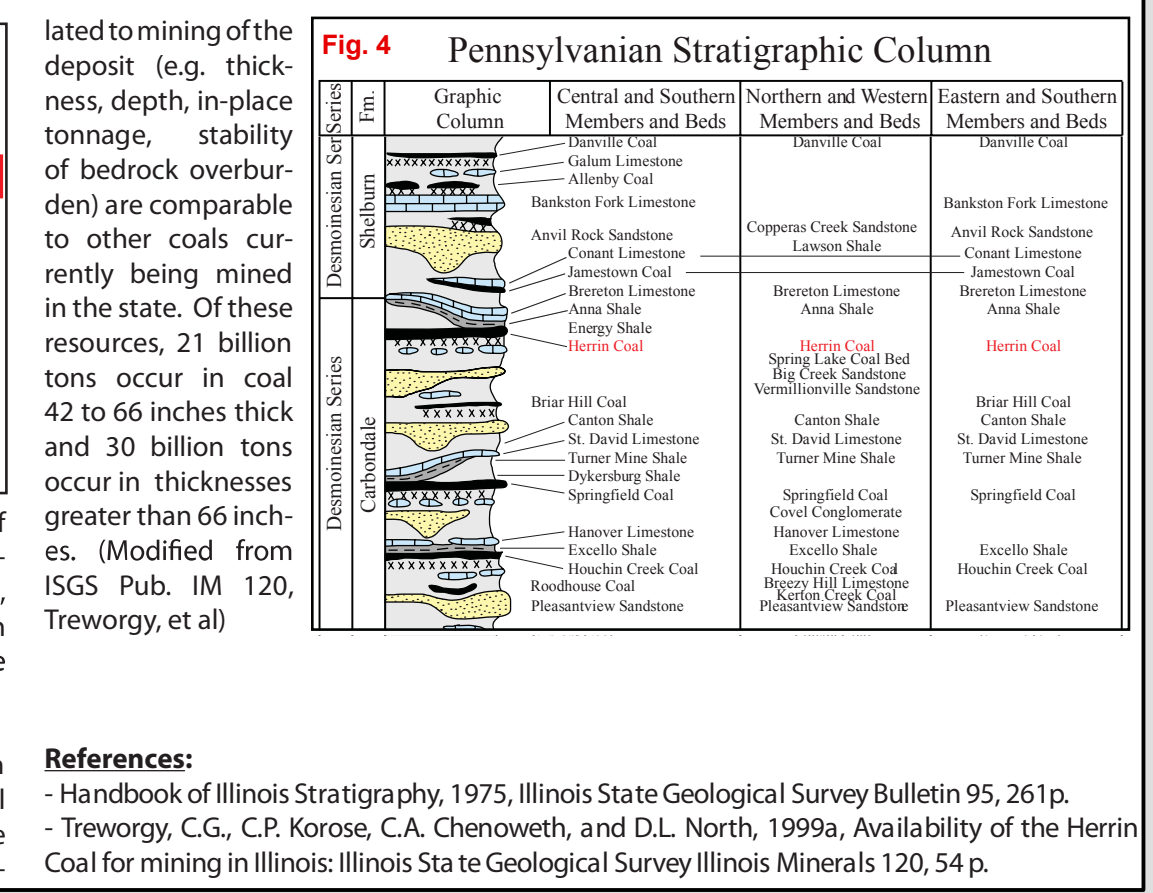 lated to mining of the
deposit (e.g. thick-
ness, depth, in-place
tonnage, stability
of bedrock overbur-
den) are comparable
to other coals cur-
rently being mined
in the state. Of these
resources, 21 billion
tons occur in coal
42 to 66 inches thick
and 30 billion tons
occur in thicknesses
greater than 66 inch-
es. (Modified from
ISGS Pub. IM 120,
Treworgy, et al)
Fig. 4
Pennsylvanian Stratigraphic Column
Series
Fm.
Graphic
Column
Central and Southern
Members and Beds
Northern and Western
Members and Beds
Eastern and Southern
Members and Beds
Desmoinesian Series
Shelburn
Desmoinesian Series
Carbondale
Danville Coal
Galum Limestone
Allenby Coal
Bankston Fork Limestone
Anvil Rock Sandstone
Conant Limestone
Jamestown Coal
Brereton Limestone
Anna Shale
Energy Shale
Herrin Coal
Briar Hill Coal
Canton Shale
St. David Limestone
Turner Mine Shale
Dykersburg Shale
Springfield Coal
Hanover Limestone
Excello Shale
Houchin Creek Coal
Roodhouse Coal
Pleasantview Sandstone
Danville Coal
Copperas Creek Sandstone
Lawson Shale
Brereton Limestone
Anna Shale
Herrin Coal
Spring Lake Coal Bed
Big Creek Sandstone
Vermillionville Sandstone
Canton Shale
St. David Limestone
Turner Mine Shale
Springfield Coal
Covel Conglomerate
Hanover Limestone
Excello Shale
Houchin Creek Coal
Breezy Hill Limestone
Kerton Creek Coal
Pleasantview Sandstone
Danville Coal
Bankston Fork Limestone
Anvil Rock Sandstone
Conant Limestone
Jamestown Coal
Brereton Limestone
Anna Shale
Herrin Coal
Briar Hill Coal
Canton Shale
St. David Limestone
Turner Mine Shale
Springfield Coal
Excello Shale
Houchin Creek Coal
Pleasantview Sandstone
References:
- Handbook of Illinois Stratigraphy, 1975, Illinois State Geological Survey Bulletin 95, 261p.
- Treworgy, C.G., C.P. Korose, C.A. Chenoweth, and D.L. North, 1999a, Availability of the Herrin
Coal for mining in Illinois: Illinois State Geological Survey Illinois Minerals 120, 54 p.